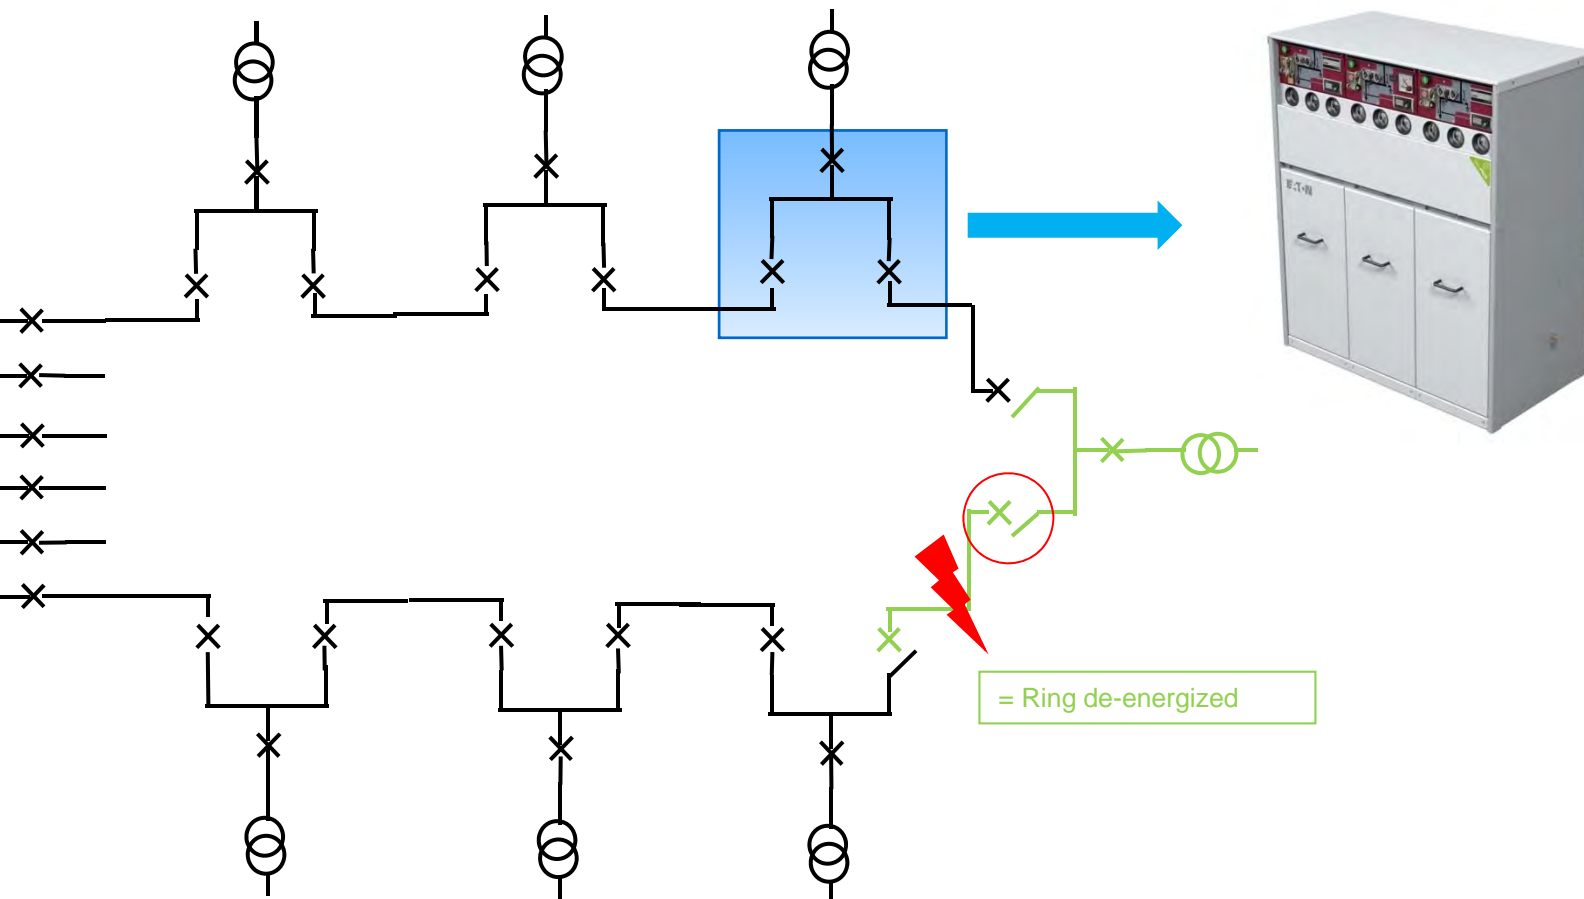 E·T·N
= Ring de-energized